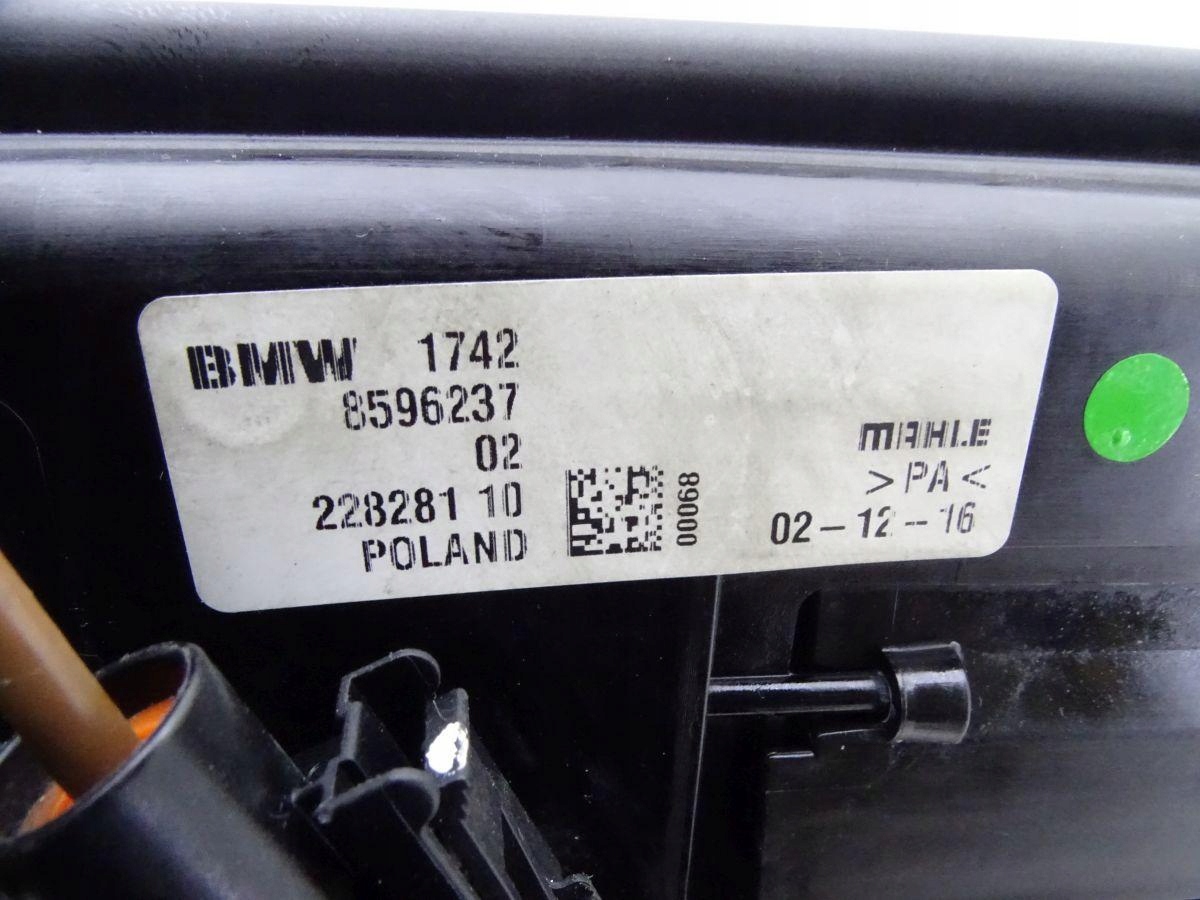 BMW 1742
8596237
02
228281 10
POLAND
00068
MAHLE
>PA<
02-12-16